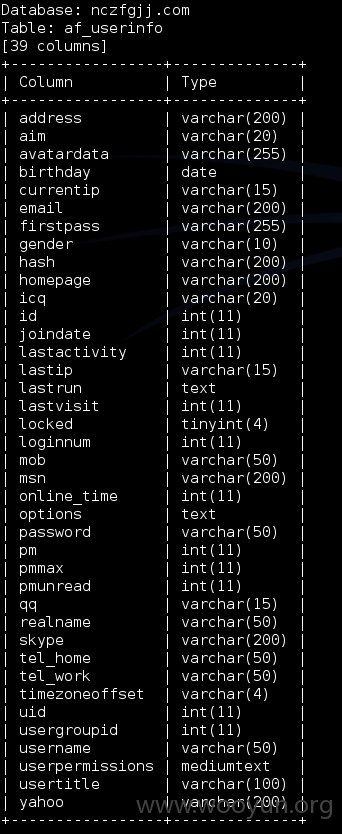 Database: nczfgjj.com
Table: af_userinfo
[39 columns]
+-----------------+--------------+
| Column          | Type         |
+-----------------+--------------+
| address         | varchar(200) |
| aim             | varchar(20)  |
| avatardata      | varchar(255) |
| birthday        | date         |
| currentip       | varchar(15)  |
| email           | varchar(200) |
| firstpass       | varchar(255) |
| gender          | varchar(10)  |
| hash            | varchar(200) |
| homepage        | varchar(200) |
| icq             | varchar(20)  |
| id              | int(11)      |
| joindate        | int(11)      |
| lastactivity    | int(11)      |
| lastip          | varchar(15)  |
| lastrun         | text         |
| lastvisit       | int(11)      |
| locked          | tinyint(4)   |
| loginnum        | int(11)      |
| mob             | varchar(50)  |
| msn             | varchar(200) |
| online_time     | int(11)      |
| options         | text         |
| password        | varchar(50)  |
| pm              | int(11)      |
| pmmax           | int(11)      |
| pmunread        | int(11)      |
| qq              | varchar(15)  |
| realname        | varchar(50)  |
| skype           | varchar(200) |
| tel_home        | varchar(50)  |
| tel_work        | varchar(50)  |
| timezoneoffset  | varchar(4)   |
| uid             | int(11)      |
| usergroupid     | int(11)      |
| username        | varchar(50)  |
| userpermissions | mediumtext   |
| usertitle       | varchar(100) |
| yahoo           | varchar(200) |
+-----------------+--------------+
www.wooyun.org